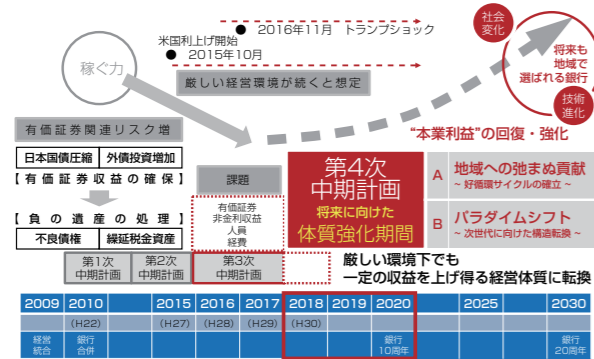 2016年11月　トランプショック
米国利上げ開始
2015年10月
稼ぐ力
厳しい経営環境が続くと想定
社会
変化
将来も
地域で
選ばれる銀行
技術
進化
“本業利益”の回復・強化
有価証券関連リスク増
日本国債圧縮
外債投資増加
【有価証券収益の確保】
負の遺産の処理
不良債権
繰延税金資産
課題
有価証券
非金利収益
人員
経費
第4次
中期計画
将来に向けた
体質強化期間
A
地域への弛まぬ貢献
~ 好循環サイクルの確立 ~
B
パラダイムシフト
~ 次世代に向けた構造転換 ~
第1次
中期計画
第2次
中期計画
第3次
中期計画
厳しい環境下でも
一定の収益を上げ得る経営体質に転換
2009 2010 2015 2016 2017 2018 2019 2020 2025 2030
(H22) (H27) (H28) (H29) (H30)
経営
統合
銀行
合併
銀行
10周年
銀行
20周年